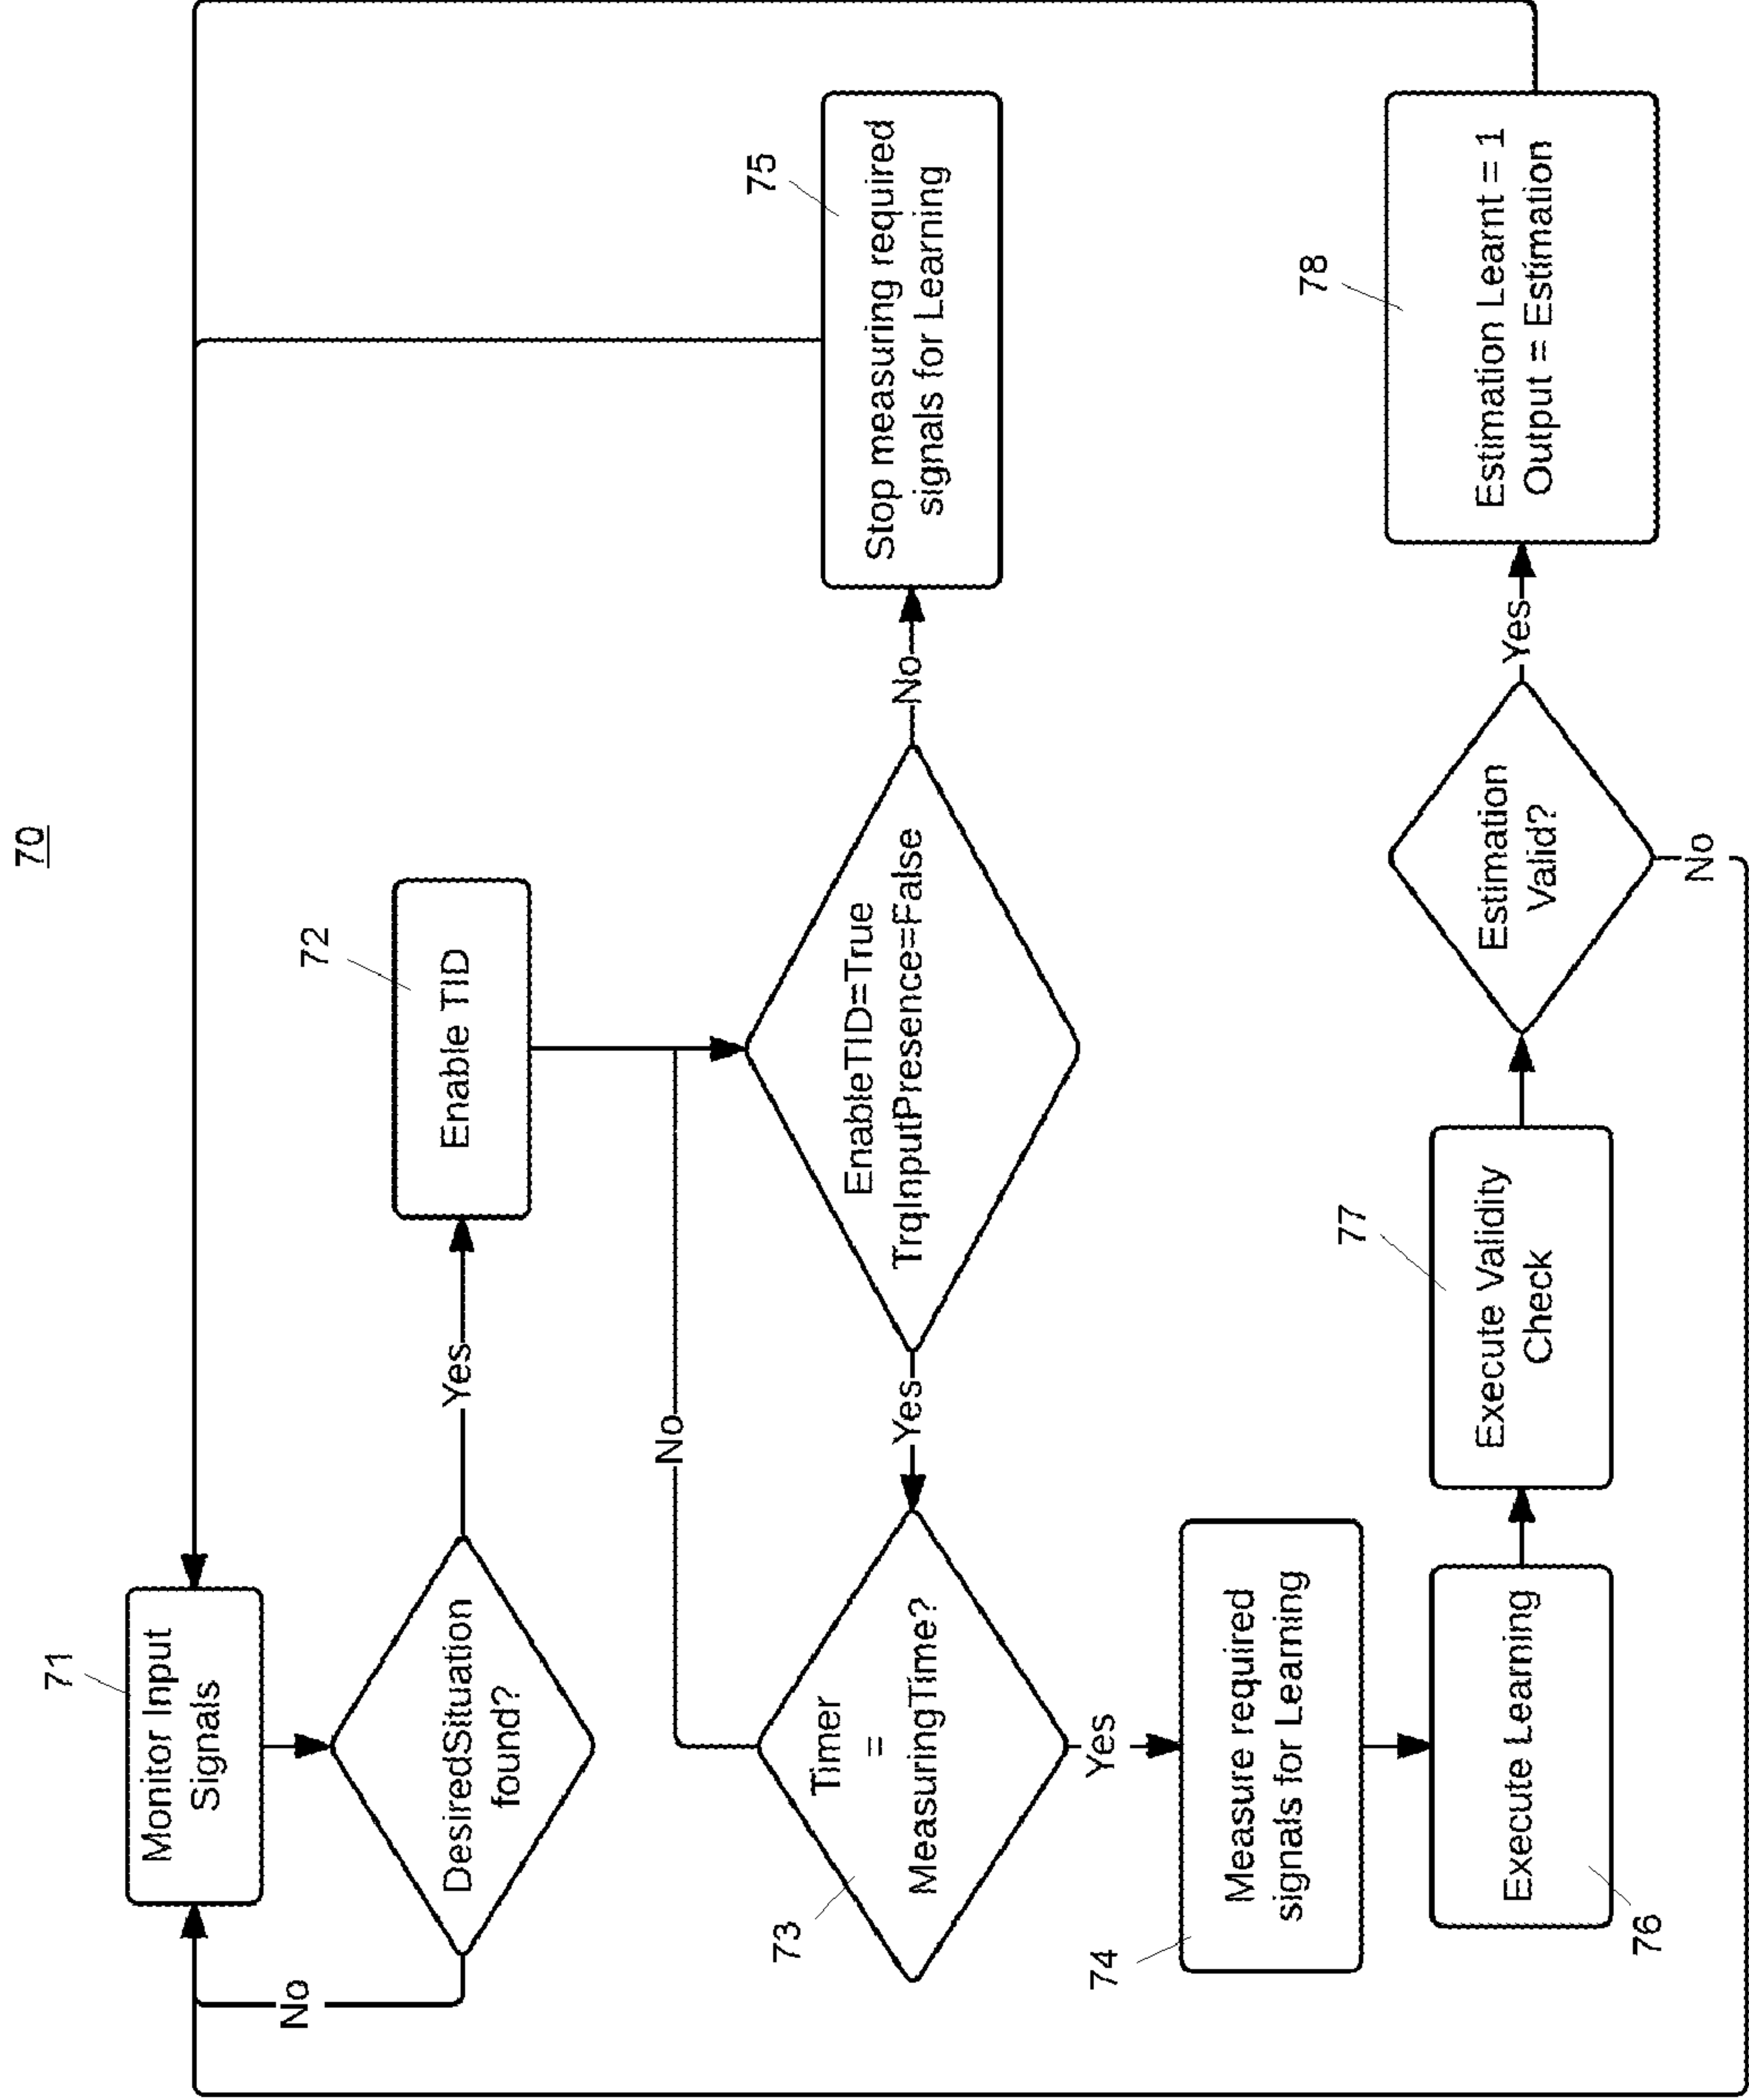 70
71
Monitor Input
Signals
DesiredSituation
found?
No
Yes
72
Enable TID
EnableTID=True
TrqInputPresence=False
No
75
Stop measuring required
signals for Learning
Yes
73
Timer
=
MeasuringTime?
No
Yes
74
Measure required
signals for Learning
76
Execute Learning
77
Execute Validity
Check
Estimation
Valid?
No
Yes
78
Estimation Learnt = 1
Output = Estimation